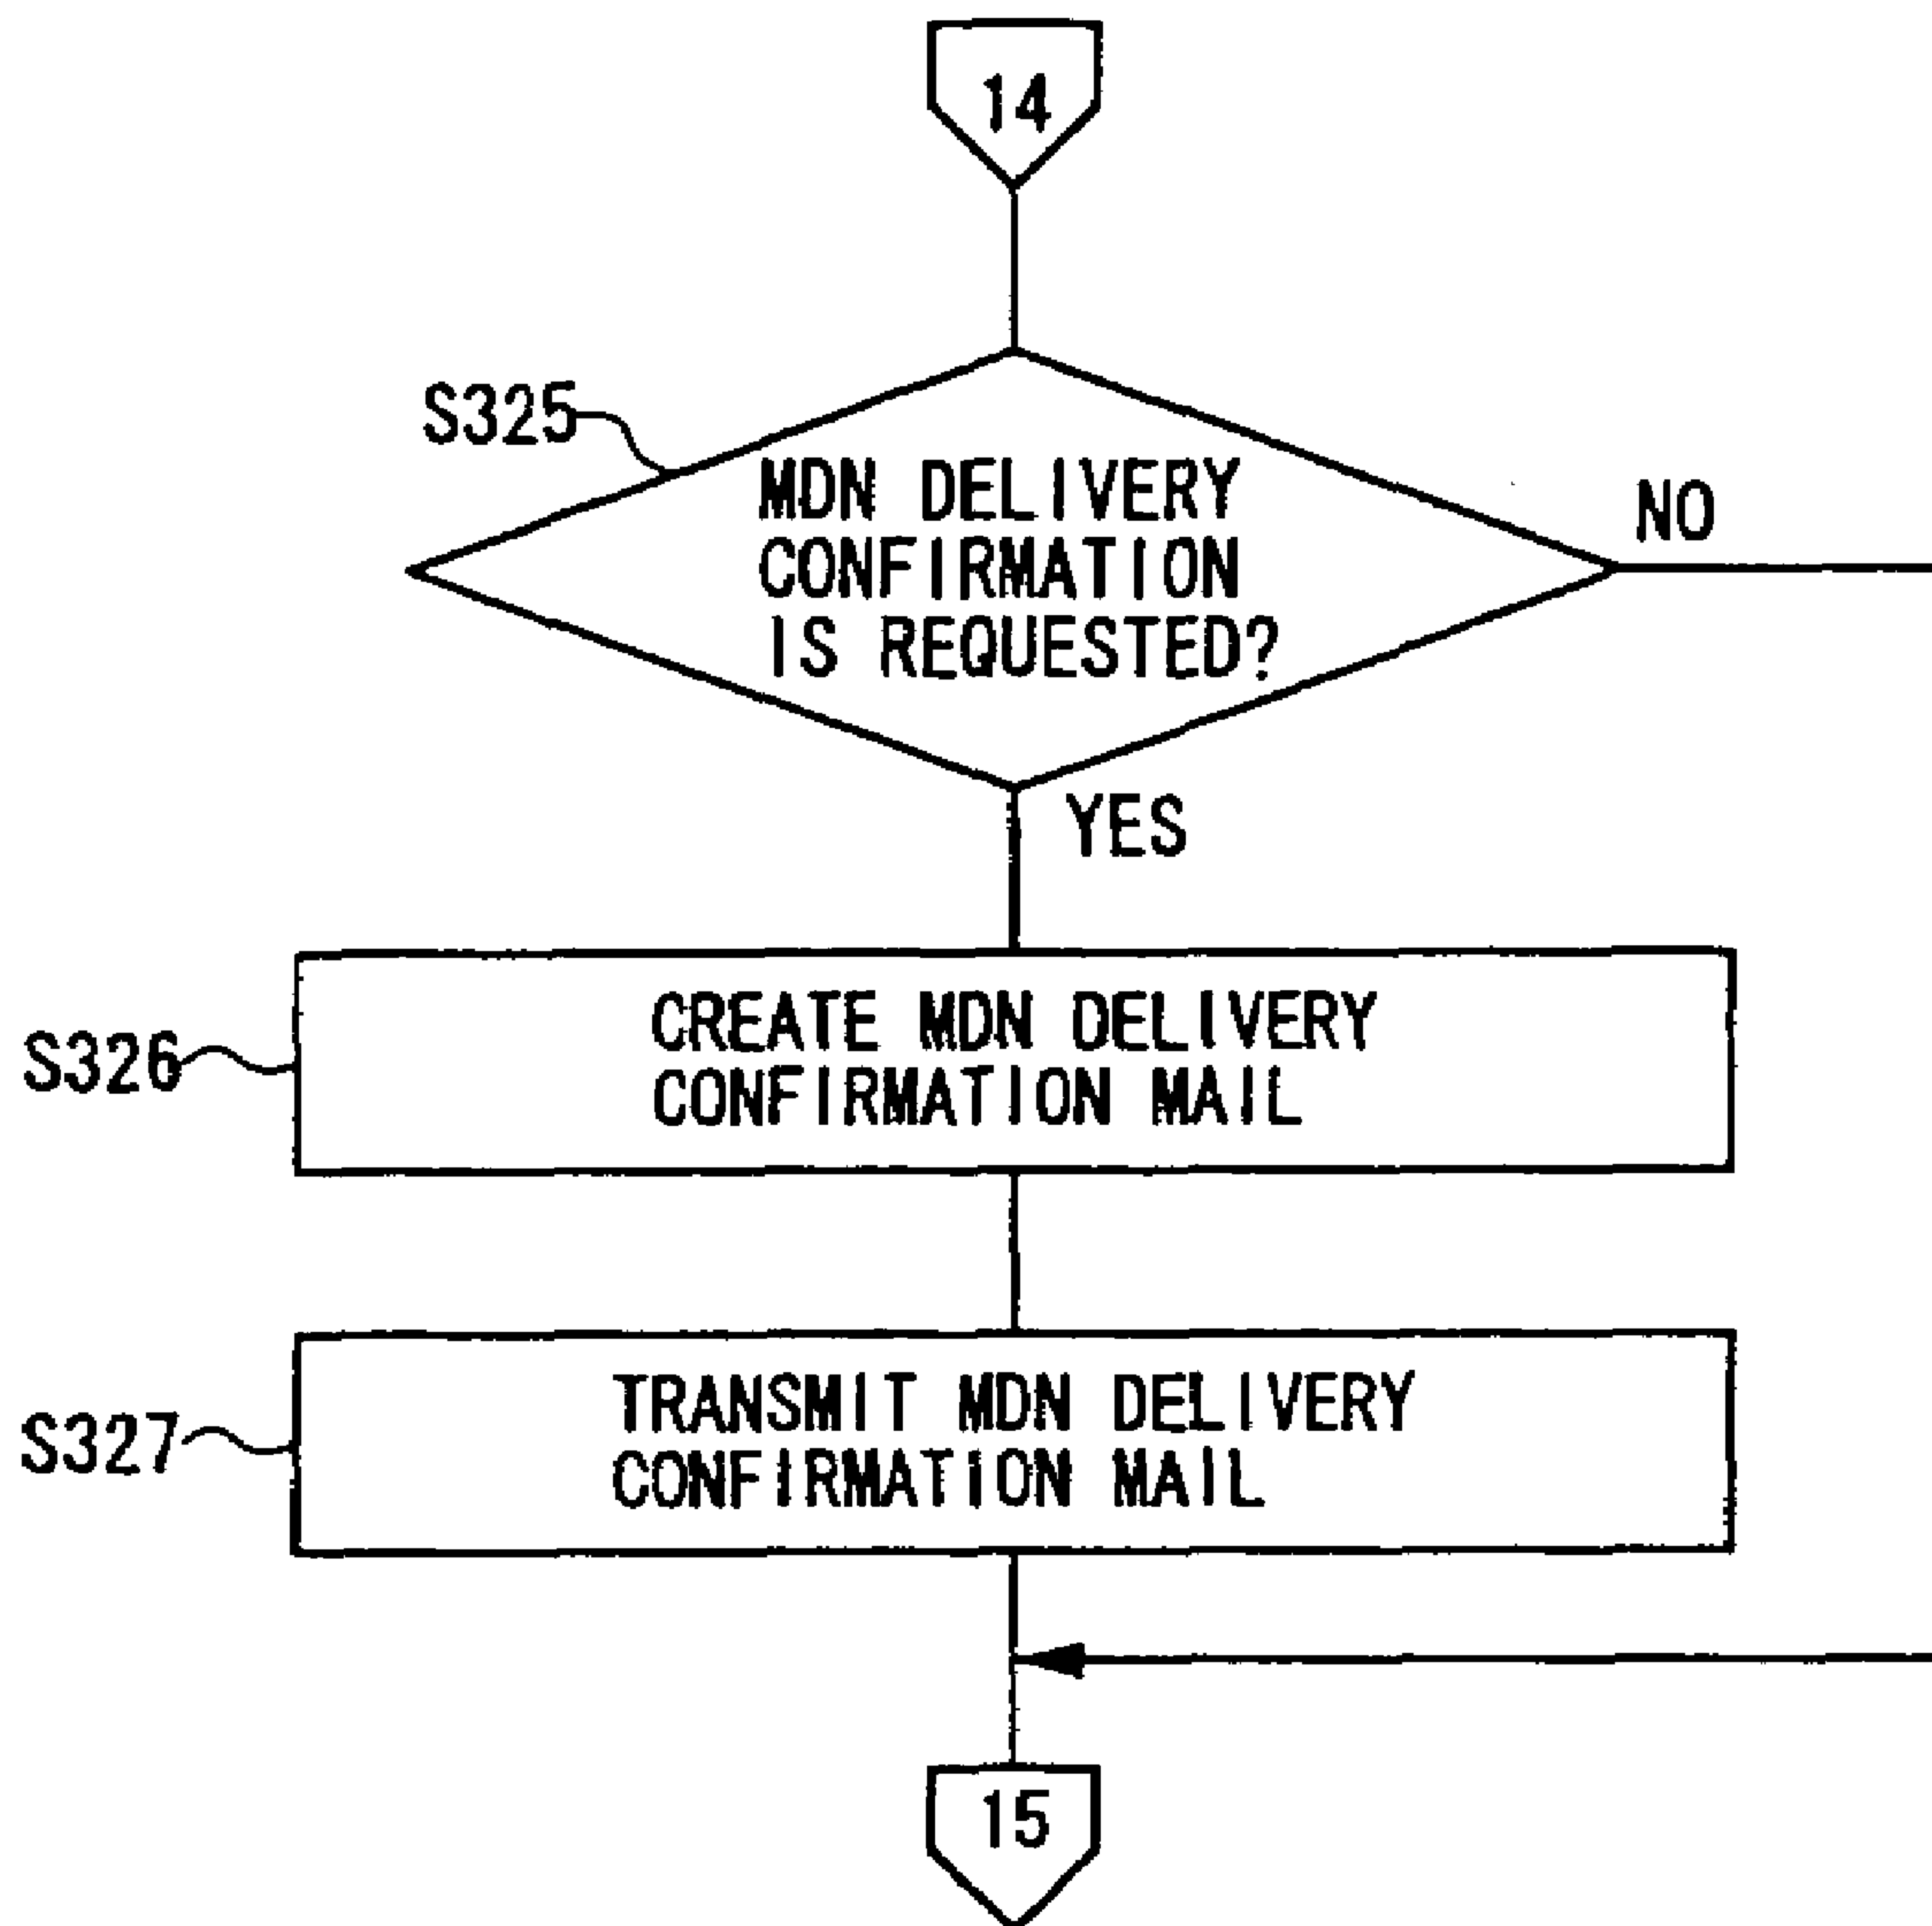 14
S325
MDN DELIVERY
CONFIRMATION
IS REQUESTED?
NO
YES
S326
CREATE MDN DELIVERY
CONFIRMATION MAIL
S327
TRANSMIT MDN DELIVERY
CONFIRMATION MAIL
15